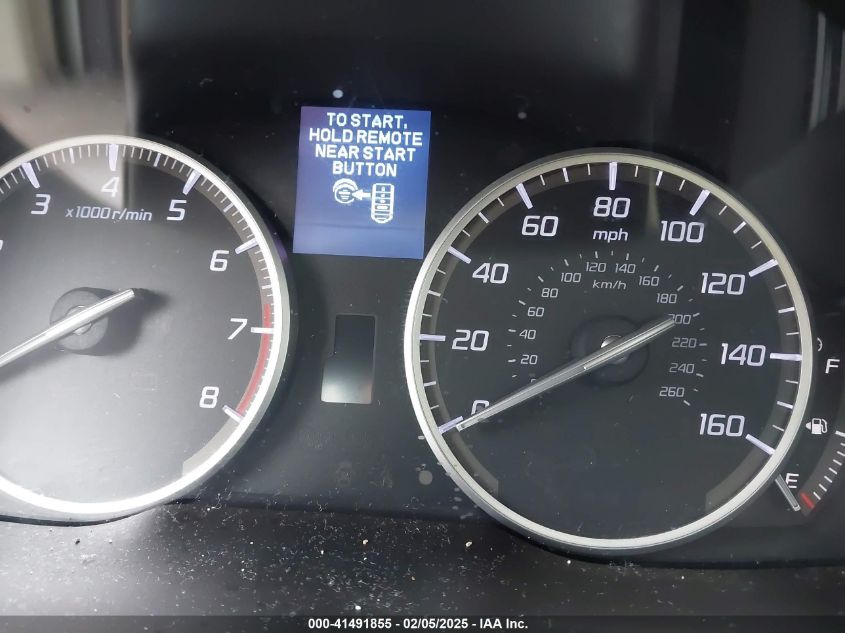 TO START,
HOLD REMOTE
NEAR START
BUTTON
3 4 5 6 7 8
x1000r/min
0 20 40 60 80 100 120 140 160
mph
20 40 60 80 100 120 140 160 180 200 220 240 260
km/h
F
E
000-41491855 - 02/05/2025 - IAA Inc.